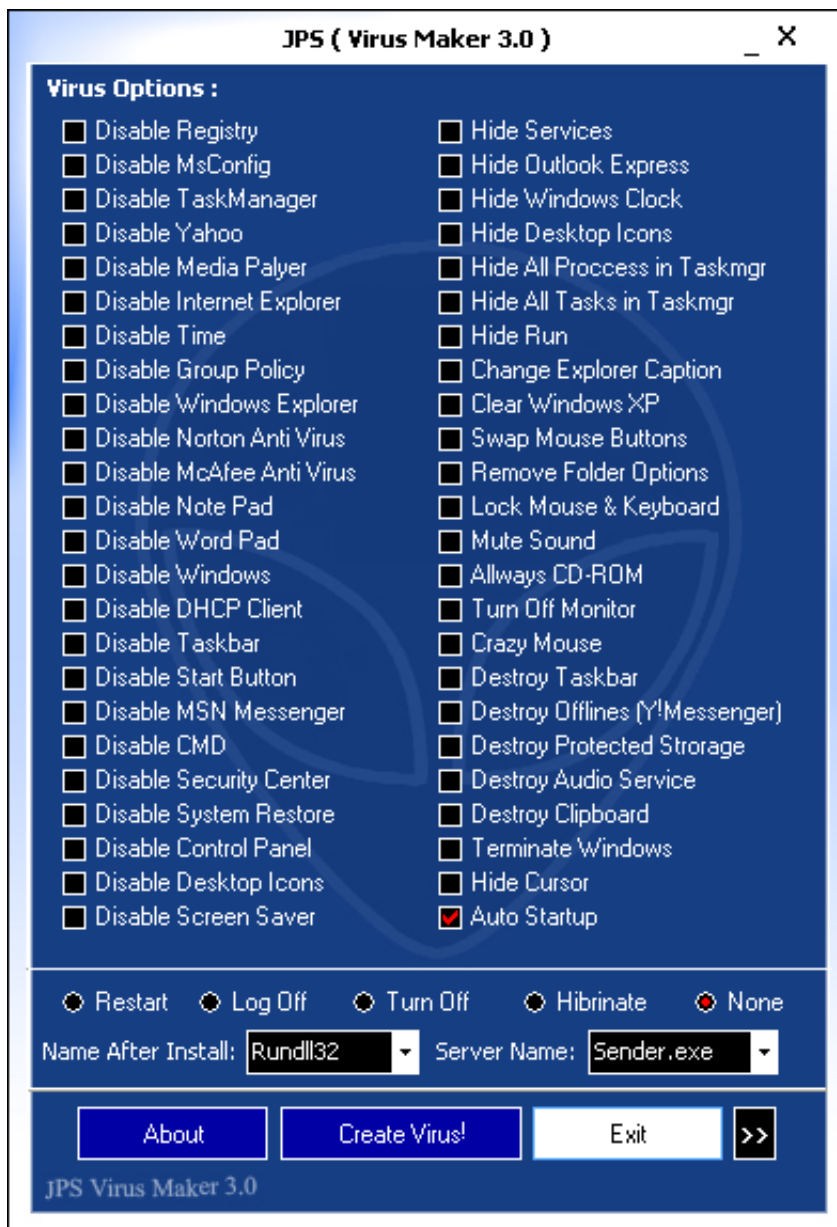 JPS ( Virus Maker 3.0 )
_ X
Virus Options :
Disable Registry
Disable MsConfig
Disable TaskManager
Disable Yahoo
Disable Media Palyer
Disable Internet Explorer
Disable Time
Disable Group Policy
Disable Windows Explorer
Disable Norton Anti Virus
Disable McAfee Anti Virus
Disable Note Pad
Disable Word Pad
Disable Windows
Disable DHCP Client
Disable Taskbar
Disable Start Button
Disable MSN Messenger
Disable CMD
Disable Security Center
Disable System Restore
Disable Control Panel
Disable Desktop Icons
Disable Screen Saver
Hide Services
Hide Outlook Express
Hide Windows Clock
Hide Desktop Icons
Hide All Proccess in Taskmgr
Hide All Tasks in Taskmgr
Hide Run
Change Explorer Caption
Clear Windows XP
Swap Mouse Buttons
Remove Folder Options
Lock Mouse & Keyboard
Mute Sound
Allways CD-ROM
Turn Off Monitor
Crazy Mouse
Destroy Taskbar
Destroy Offlines (Y!Messenger)
Destroy Protected Strorage
Destroy Audio Service
Destroy Clipboard
Terminate Windows
Hide Cursor
Auto Startup
Restart Log Off Turn Off Hibrinate None
Name After Install: Rundll32 Server Name: Sender.exe
About Create Virus! Exit >>
JPS Virus Maker 3.0